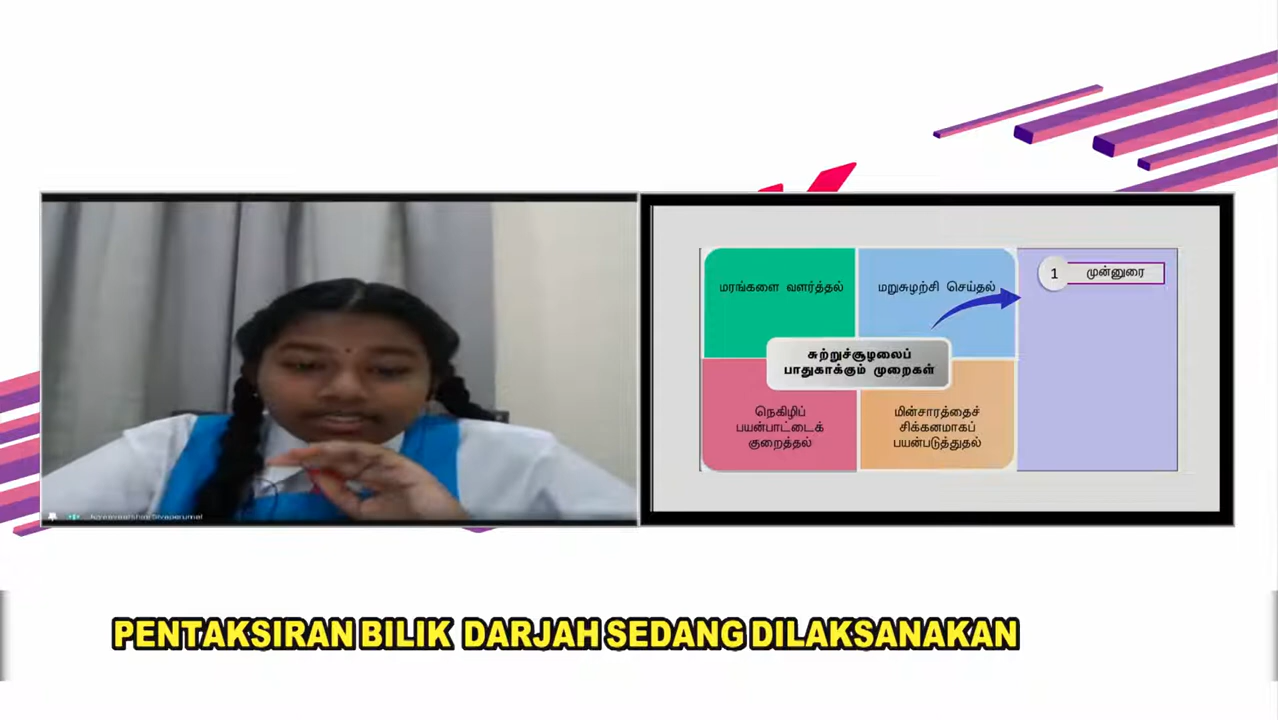 மரங்களை வளர்த்தல்
மறுசுழற்சி செய்தல்
1 முன்னுரை
சுற்றுச்சூழலைப்
பாதுகாக்கும் முறைகள்
நெகிழிப்
பயன்பாட்டைக்
குறைத்தல்
மின்சாரத்தைச்
சிக்கனமாகப்
பயன்படுத்துதல்
PENTAKSIRAN BILIK DARJAH SEDANG DILAKSANAKAN